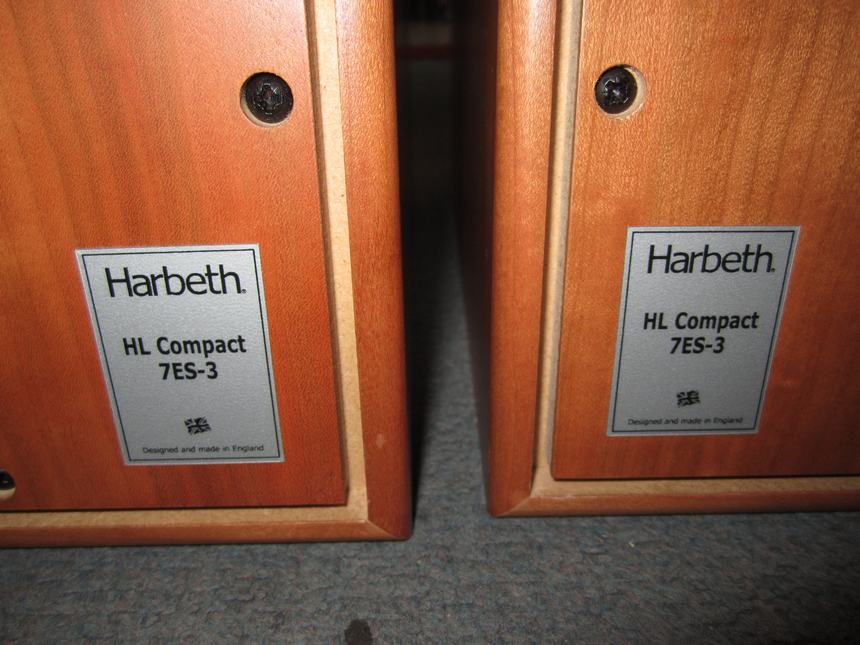 Harbeth.
HL Compact
7ES-3
Designed and made in England
Harbeth.
HL Compact
7ES-3
Designed and made in England